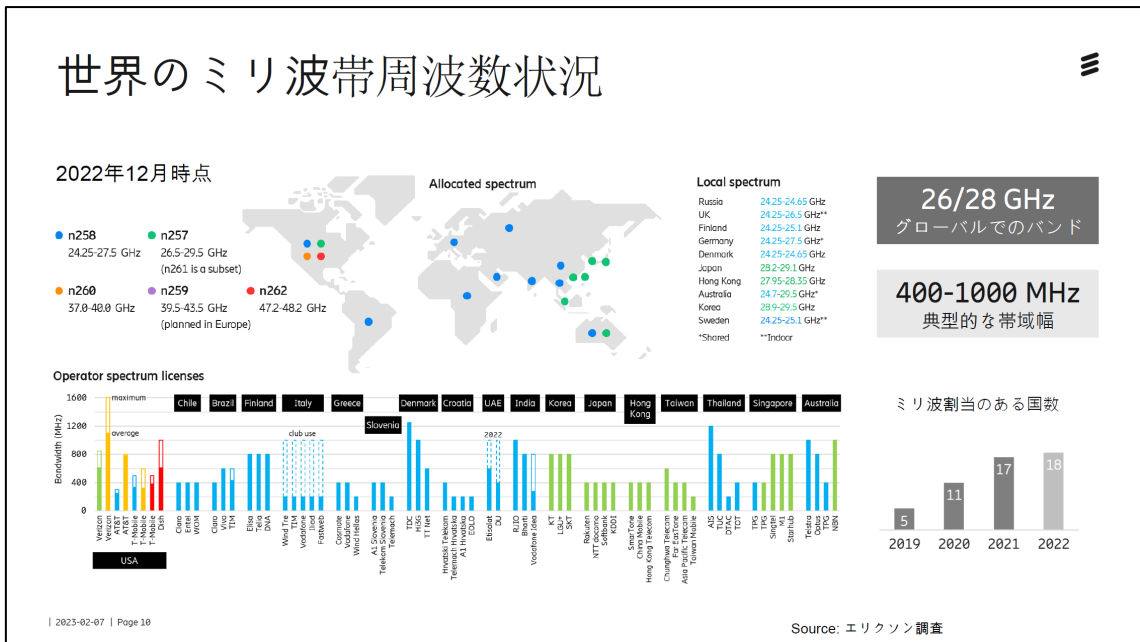 世界のミリ波帯周波数状況
2022年12月時点
n258
24.25-27.5 GHz
n257
26.5-29.5 GHz
(n261 is a subset)
n260
37.0-40.0 GHz
n259
39.5-43.5 GHz
(planned in Europe)
n262
47.2-48.2 GHz
Allocated spectrum
Local spectrum
Russia 24.25-24.65 GHz
UK 24.25-26.5 GHz**
Finland 24.25-25.1 GHz
Germany 24.25-27.5 GHz*
Denmark 24.25-24.65 GHz
Japan 28.2-29.1 GHz
Hong Kong 27.95-28.35 GHz
Australia 24.7-29.5 GHz*
Korea 28.9-29.5 GHz
Sweden 24.25-25.1 GHz**
*Shared **Indoor
26/28 GHz
グローバルでのバンド
400-1000 MHz
典型的な帯域幅
Operator spectrum licenses
Bandwidth (MHz)
1600
1200
800
400
0
maximum
average
club use
2022
Chile
Brazil
Finland
Italy
Greece
Slovenia
Denmark
Croatia
UAE
India
Korea
Japan
Hong
Kong
Taiwan
Thailand
Singapore
Australia
Verizon
Verizon
AT&T
AT&T
T-Mobile
T-Mobile
T-Mobile
Dish
USA
Claro
Entel
WOM
Claro
Vivo
TIM
Elisa
Telia
DNA
Wind Tre
TIM
Vodafone
Iliad
Fastweb
Cosmote
Vodafone
Wind Hellas
A1 Slovenia
Telekom Slovenia
Telemach
TDC
Hi3G
TT Net
Hrvatski Telekom
Telemach Hrvatska
A1 Hrvatska
EOLO
Etisalat
DU
RJIO
Bharti
Vodafone Idea
KT
LGU+
SKT
Rakuten
NTT docomo
Softbank
KDDI
SmarTone
China Mobile
Hong Kong Telecom
Chunghwa Telecom
Far EasTone
Asia Pacific Telecom
Taiwan Mobile
AIS
TUC
DTAC
TOT
TPG
TPG
Singtel
M1
StarHub
Telstra
Optus
TPG
NBN
ミリ波割当のある国数
5
11
17
18
2019 2020 2021 2022
| 2023-02-07 | Page 10
Source: エリクソン調査